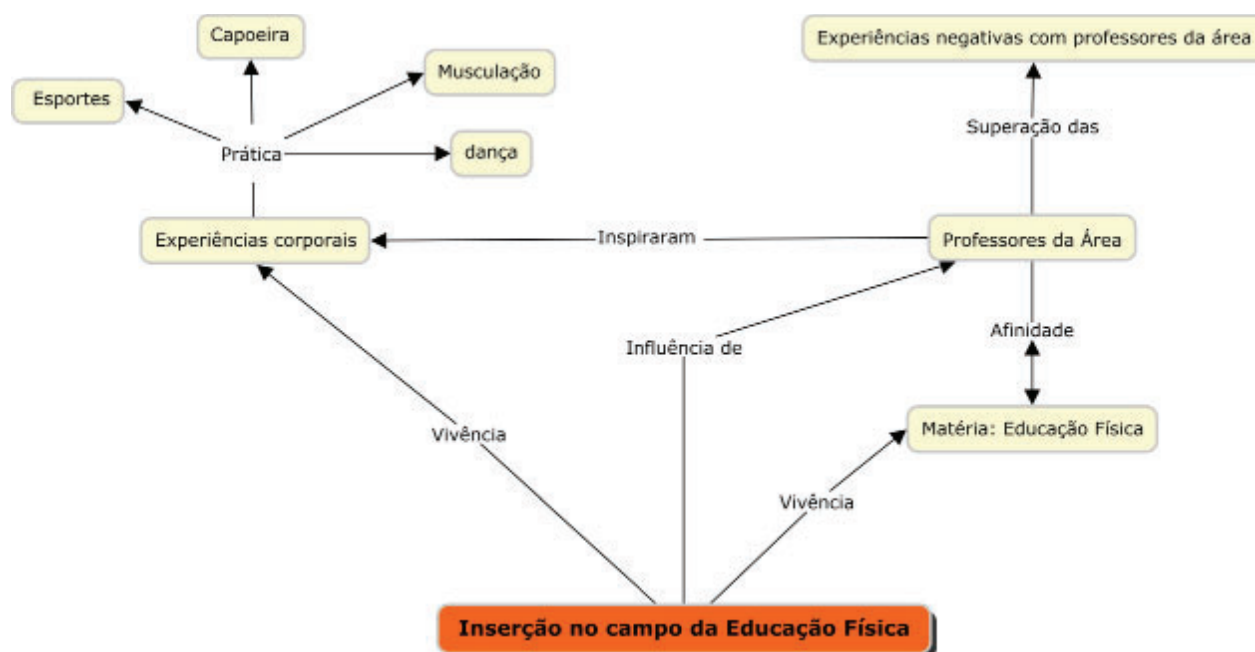 Capoeira
Experiências negativas com professores da área
Musculação
Esportes
Superação das
Prática
dança
Experiências corporais
Inspiraram
Professores da Área
Influência de
Afinidade
Matéria: Educação Física
Vivência
Vivência
Inserção no campo da Educação Física